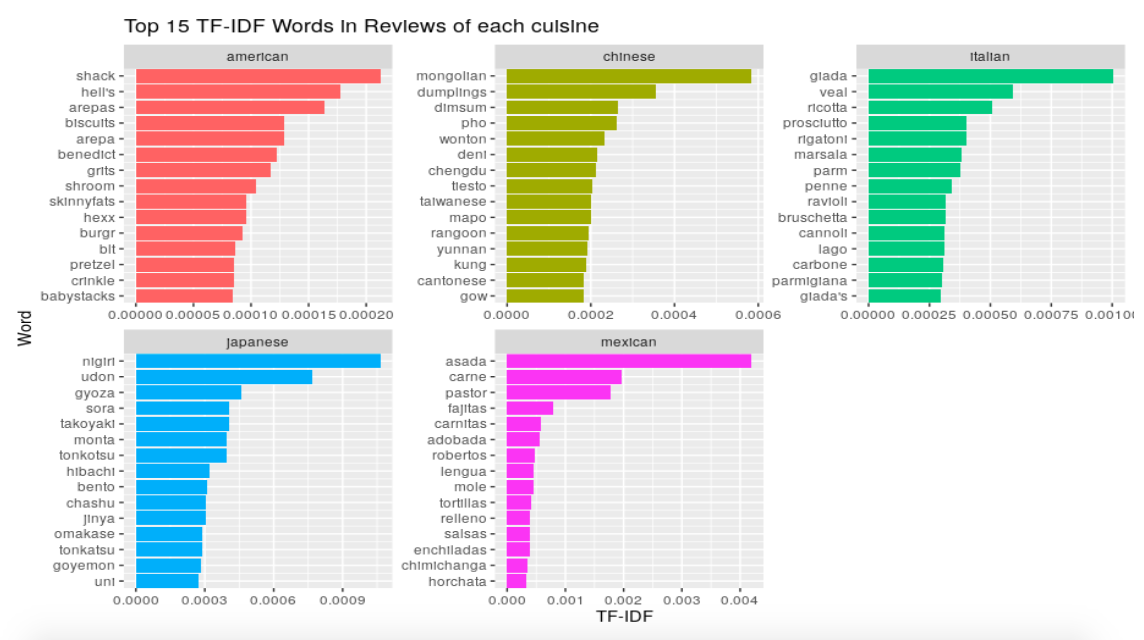 Top 15 TF-IDF Words in Reviews of each cuisine
american
shack
hell's
arepas
biscuits
arepa
benedict
grits
shroom
skinnyfats
hexx
burgr
blt
pretzel
crinkle
babystacks
0.00000 0.00005 0.00010 0.00015 0.00020
chinese
mongolian
dumplings
dimsum
pho
wonton
deni
chengdu
tiesto
taiwanese
mapo
rangoon
yunnan
kung
cantonese
gow
0.0000 0.0002 0.0004 0.0006
italian
giada
veal
ricotta
prosciutto
rigatoni
marsala
parm
penne
ravioli
bruschetta
cannoli
lago
carbone
parmigiana
giada's
0.00000 0.00025 0.00050 0.00075 0.00100
Word
japanese
nigiri
udon
gyoza
sora
takoyaki
monta
tonkotsu
hibachi
bento
chashu
jinya
omakase
tonkatsu
goyemon
uni
0.0000 0.0003 0.0006 0.0009
mexican
asada
carne
pastor
fajitas
carnitas
adobada
robertos
lengua
mole
tortillas
relleno
salsas
enchiladas
chimichanga
horchata
0.000 0.001 0.002 0.003 0.004
TF-IDF